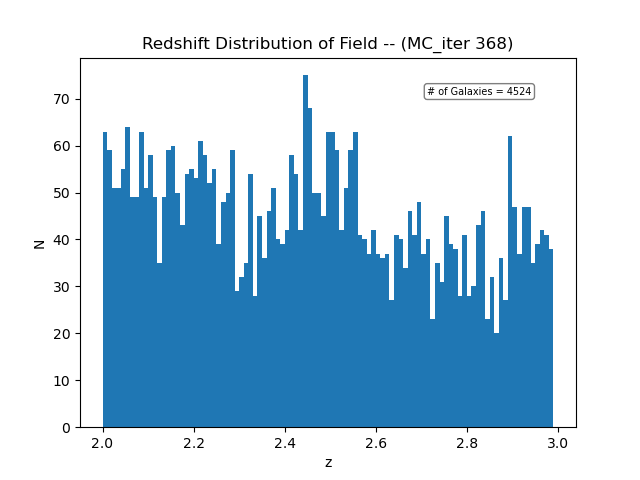 Redshift Distribution of Field -- (MC_iter 368)
# of Galaxies = 4524
70
60
50
40
30
20
10
0
N
2.0 2.2 2.4 2.6 2.8 3.0
z